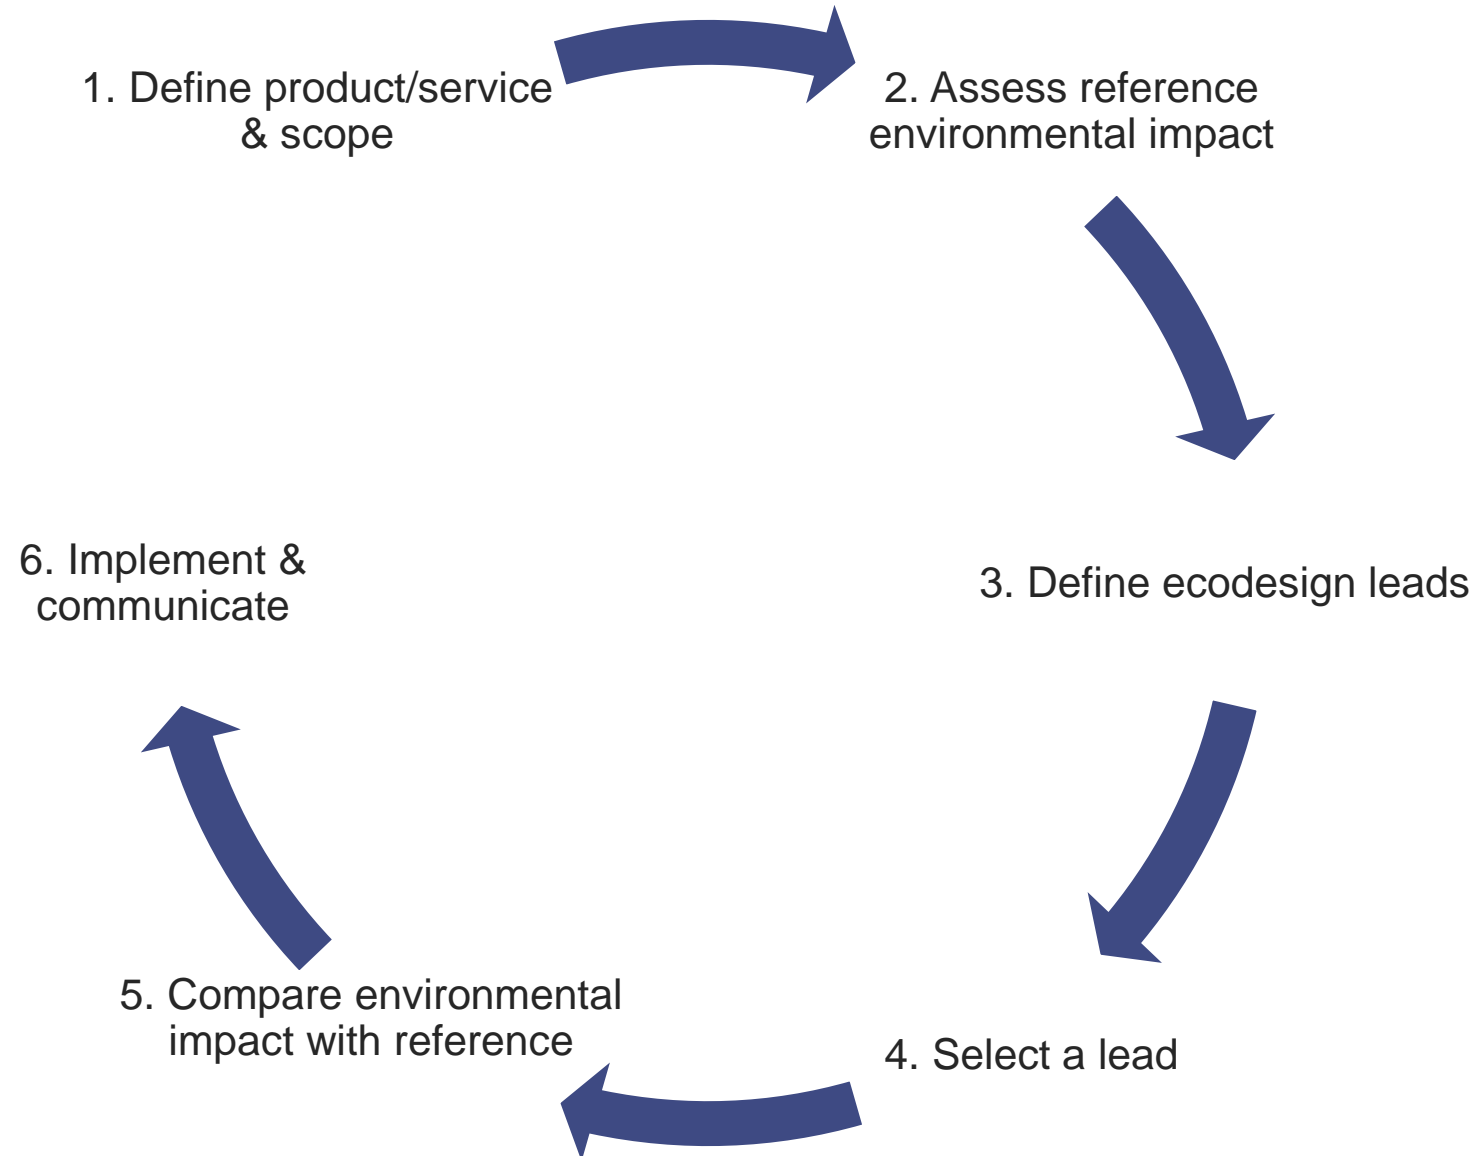 1. Define product/service
& scope
2. Assess reference
environmental impact
3. Define ecodesign leads
4. Select a lead
5. Compare environmental
impact with reference
6. Implement &
communicate